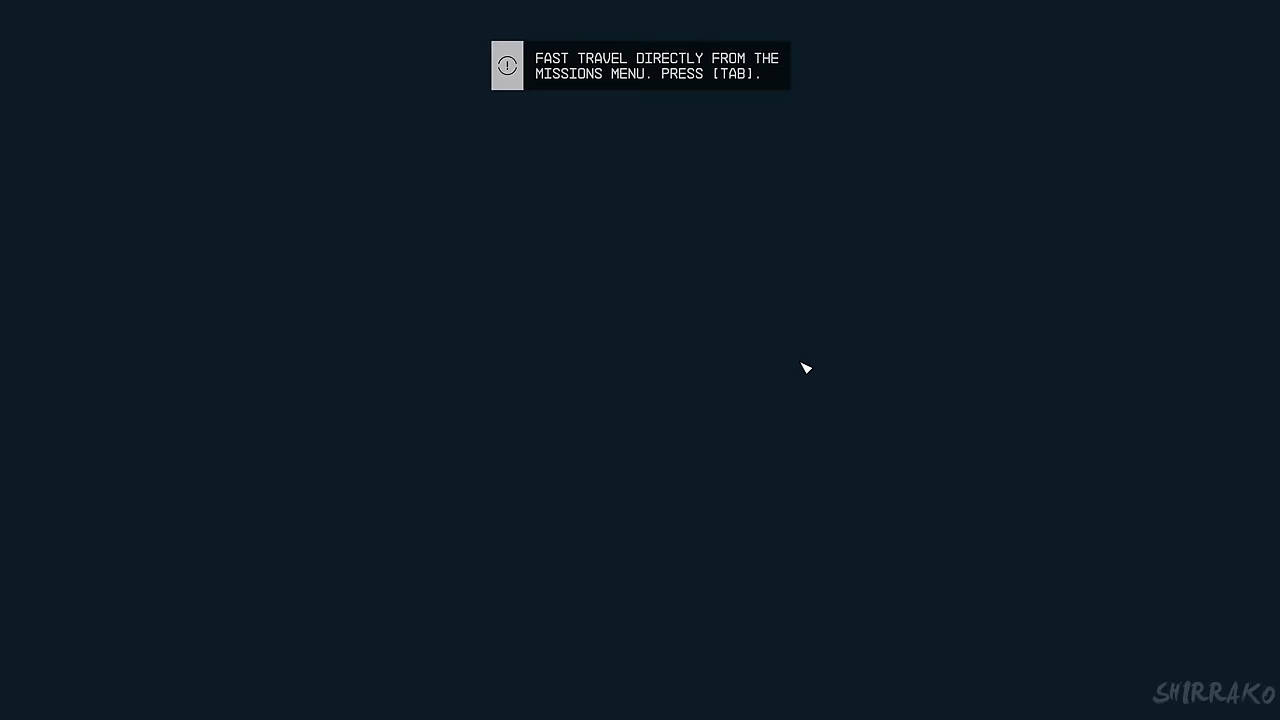 FAST TRAVEL DIRECTLY FROM THE
MISSIONS MENU. PRESS [TAB].
SHIRRAKO